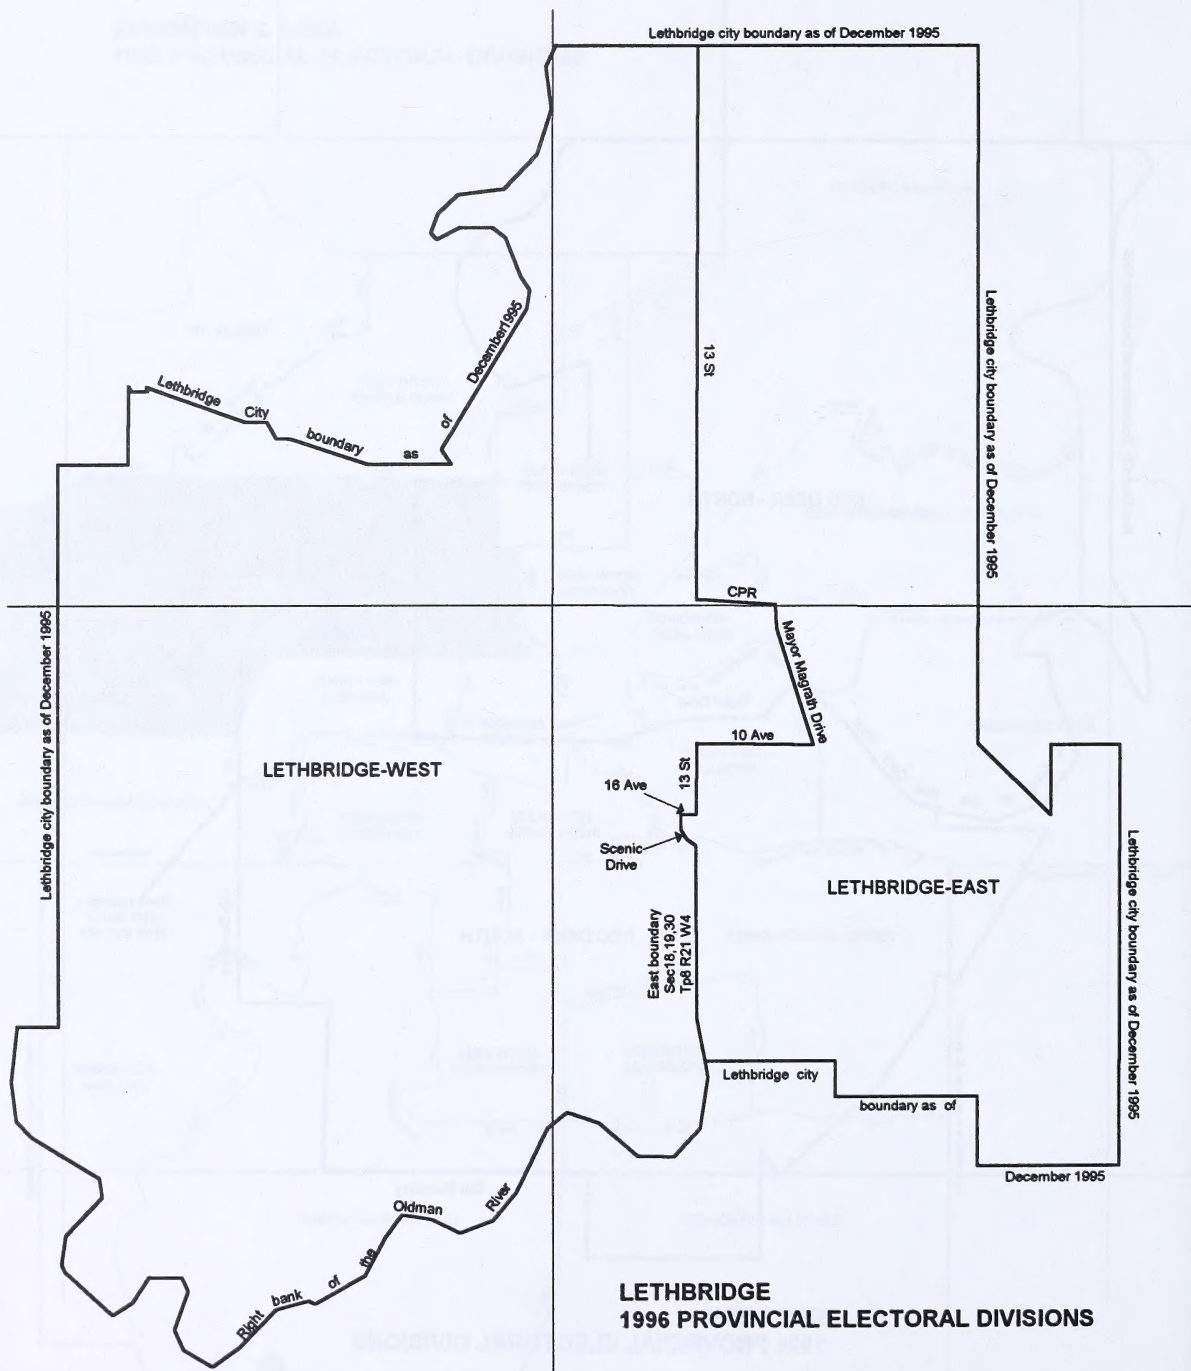 Lethbridge city boundary as of December 1995
Lethbridge City boundary as of December1995
13 St
Lethbridge city boundary as of December 1995
CPR
Mayor Magrath Drive
Lethbridge city boundary as of December 1995
10 Ave
LETHBRIDGE-WEST
13 St
16 Ave
Scenic
Drive
LETHBRIDGE-EAST
Lethbridge city boundary as of December 1995
East boundary
Sec18,19,30
Tp8 R21 W4
Lethbridge city
boundary as of
December 1995
Right bank of the Oldman River
LETHBRIDGE
1996 PROVINCIAL ELECTORAL DIVISIONS